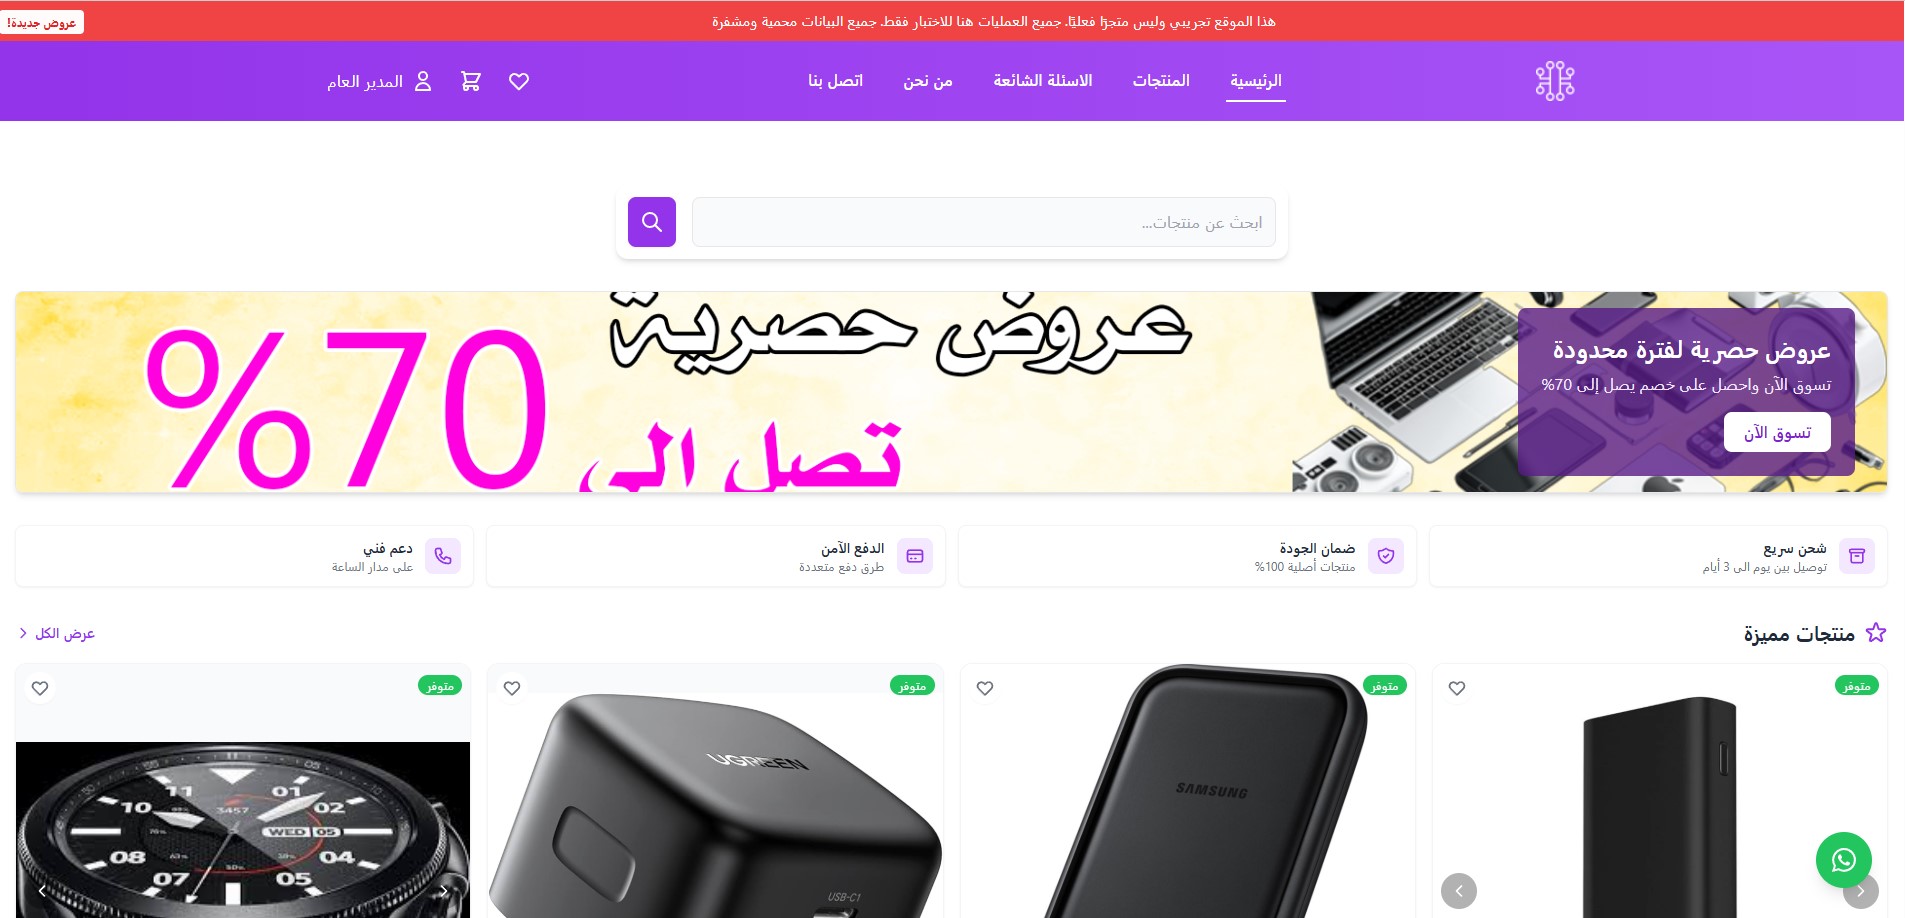 هذا الموقع تجريبي وليس متجرًا فعليًا. جميع العمليات هنا للاختبار فقط. جميع البيانات محمية ومشفرة
عروض جديدة!
الرئيسية
المنتجات
الاسئلة الشائعة
من نحن
اتصل بنا
المدير العام
ابحث عن منتجات...
عروض حصرية لفترة محدودة
تسوق الآن واحصل على خصم يصل إلى 70%
تسوق الآن
عروض حصرية
تصل الى
%70
شحن سريع
توصيل بين يوم الى 3 أيام
ضمان الجودة
منتجات أصلية 100%
الدفع الآمن
طرق دفع متعددة
دعم فني
على مدار الساعة
منتجات مميزة
عرض الكل
متوفر
متوفر
متوفر
متوفر
SAMSUNG
UGREEN
USB-C1
11
01
10
02
3457
WED 05
08
04
07
05